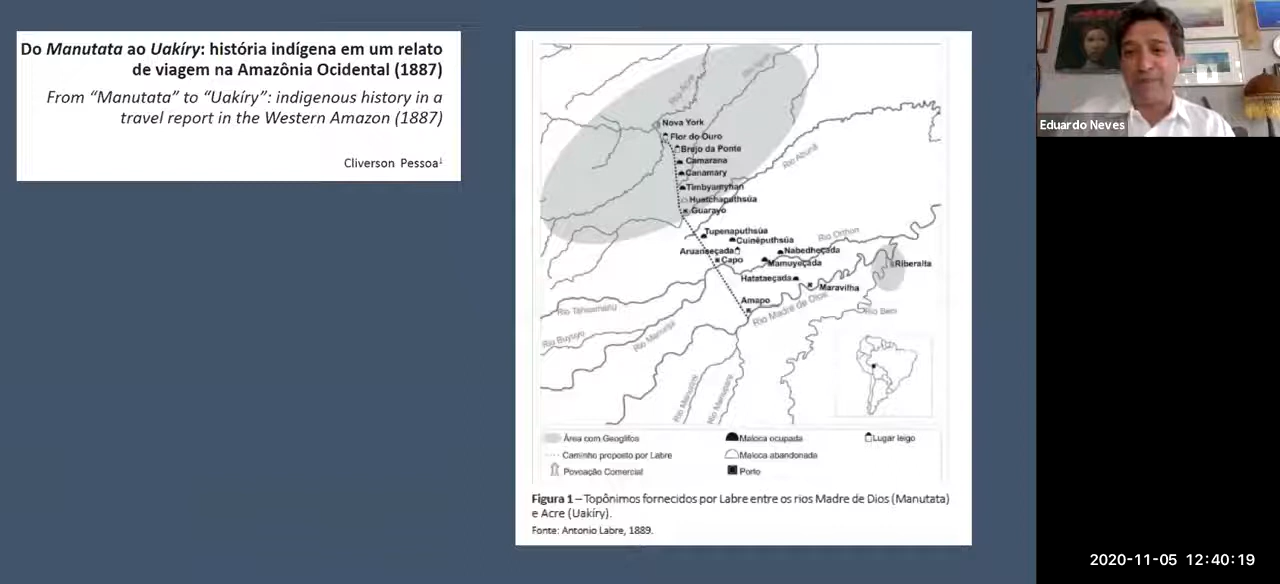 Do Manutata ao Uakíry: história indígena em um relato
de viagem na Amazônia Ocidental (1887)
From “Manutata” to “Uakíry”: indigenous history in a
travel report in the Western Amazon (1887)
Cliverson Pessoa¹
Nova York
Flor do Ouro
Brejo da Ponte
Camarana
Canamary
Timbyamyhan
Huatchapathsúa
Guarayo
Rio Abunã
Tupenaputhsúa
Cuinéputhsúa
Rio Orthon
Aruanseçada
Nabedheçada
Capo
Mamuyeçada
Riberalta
Hatataeçada
Maravilha
Amapo
Rio Madre de Dios
Rio Beni
Rio Tahuamanu
Rio Buyuyo
Rio Manuripi
Área com Geoglifos
Maloca ocupada
Lugar leigo
Caminho proposto por Labre
Maloca abandonada
Povoação Comercial
Porto
Figura 1 – Topônimos fornecidos por Labre entre os rios Madre de Dios (Manutata)
e Acre (Uakíry).
Fonte: Antonio Labre, 1889.
Eduardo Neves
2020-11-05 12:40:19